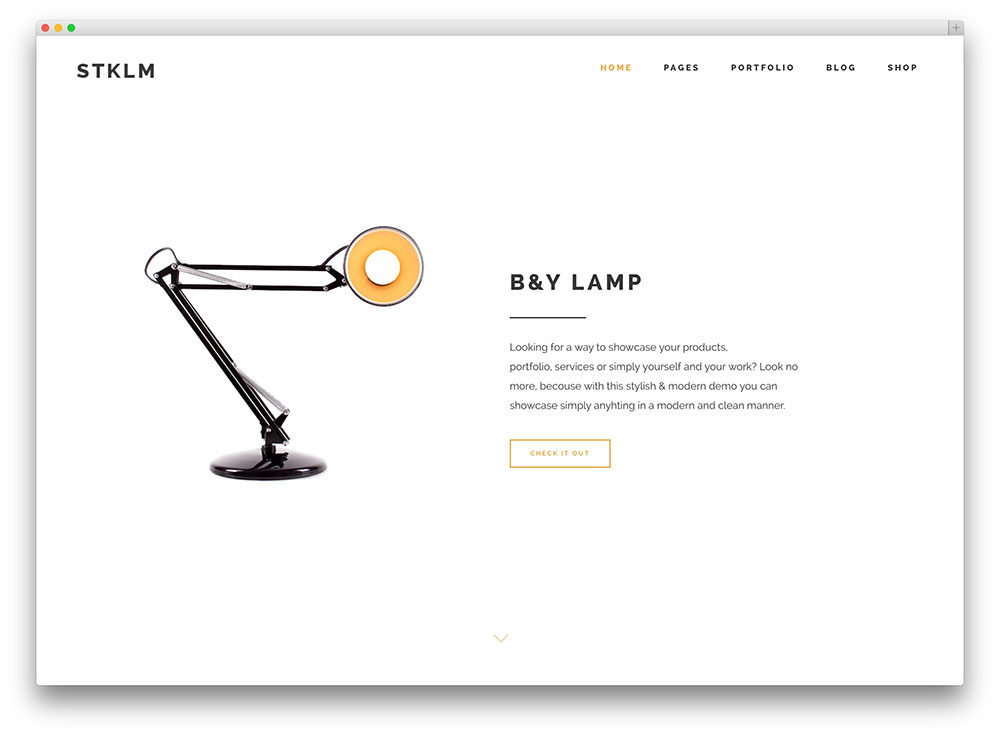 STKLM
HOME PAGES PORTFOLIO BLOG SHOP
B&Y LAMP
Looking for a way to showcase your products,
portfolio, services or simply yourself and your work? Look no
more, becouse with this stylish & modern demo you can
showcase simply anyhting in a modern and clean manner.
CHECK IT OUT